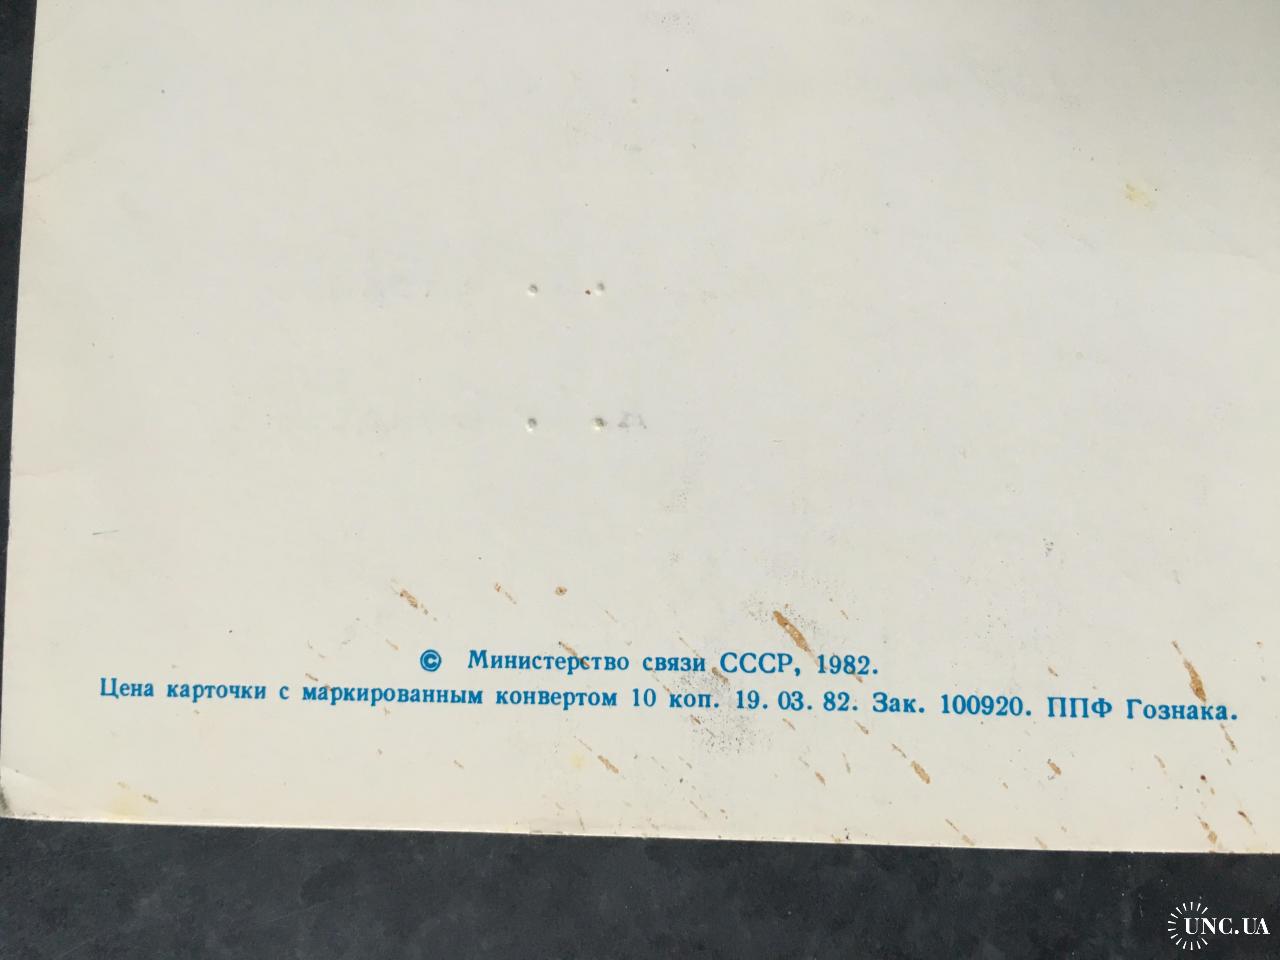 © Министерство связи СССР, 1982.
Цена карточки с маркированным конвертом 10 коп. 19. 03. 82. Зак. 100920. ППФ Гознака.
UNC.UA